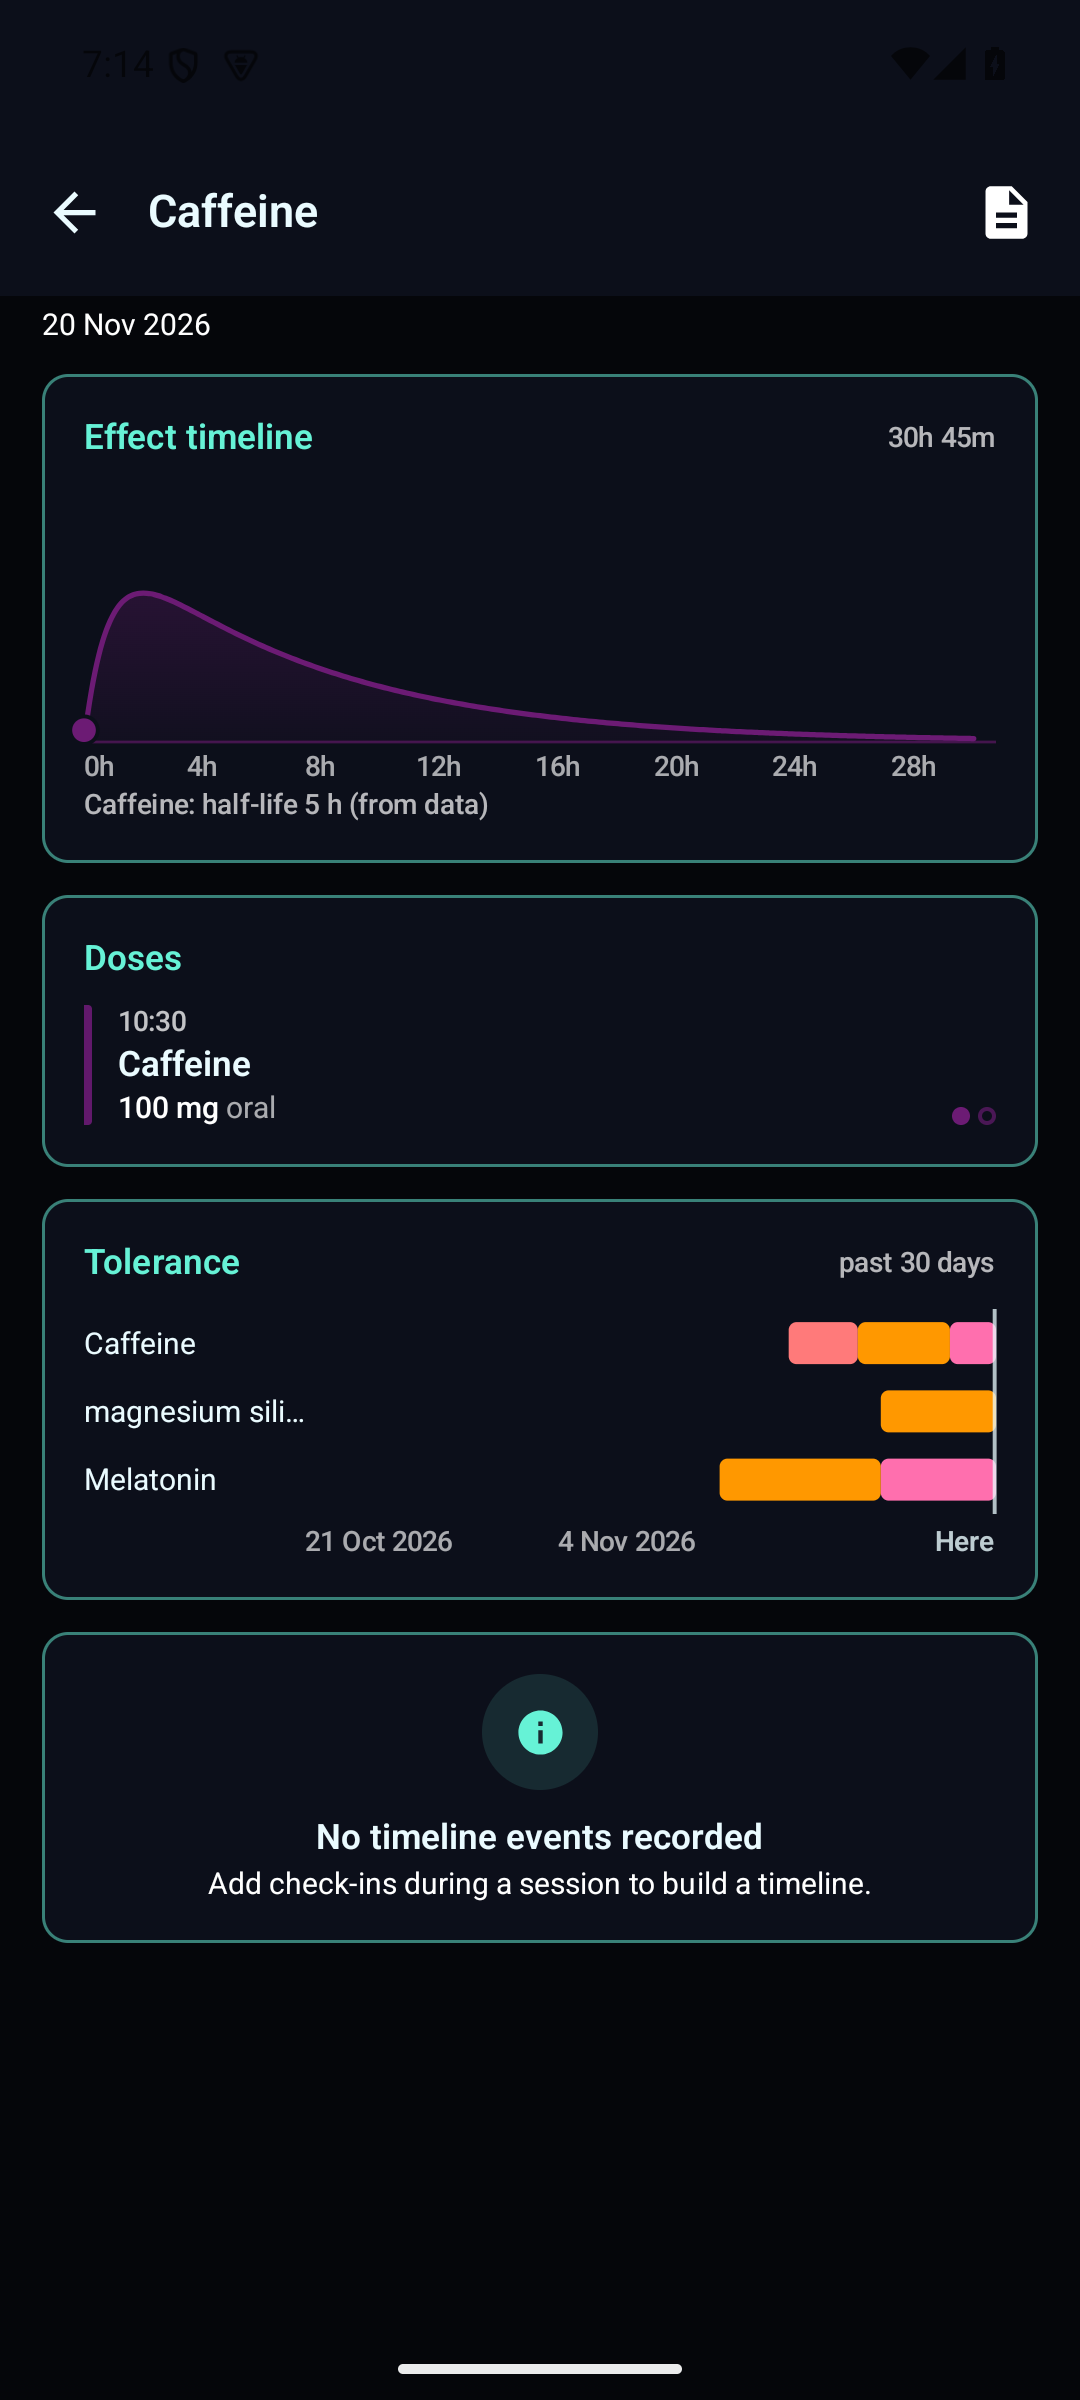 7:14
Caffeine
20 Nov 2026
Effect timeline
30h 45m
0h 4h 8h 12h 16h 20h 24h 28h
Caffeine: half-life 5 h (from data)
Doses
10:30
Caffeine
100 mg oral
Tolerance
past 30 days
Caffeine
magnesium sili...
Melatonin
21 Oct 2026 4 Nov 2026 Here
No timeline events recorded
Add check-ins during a session to build a timeline.